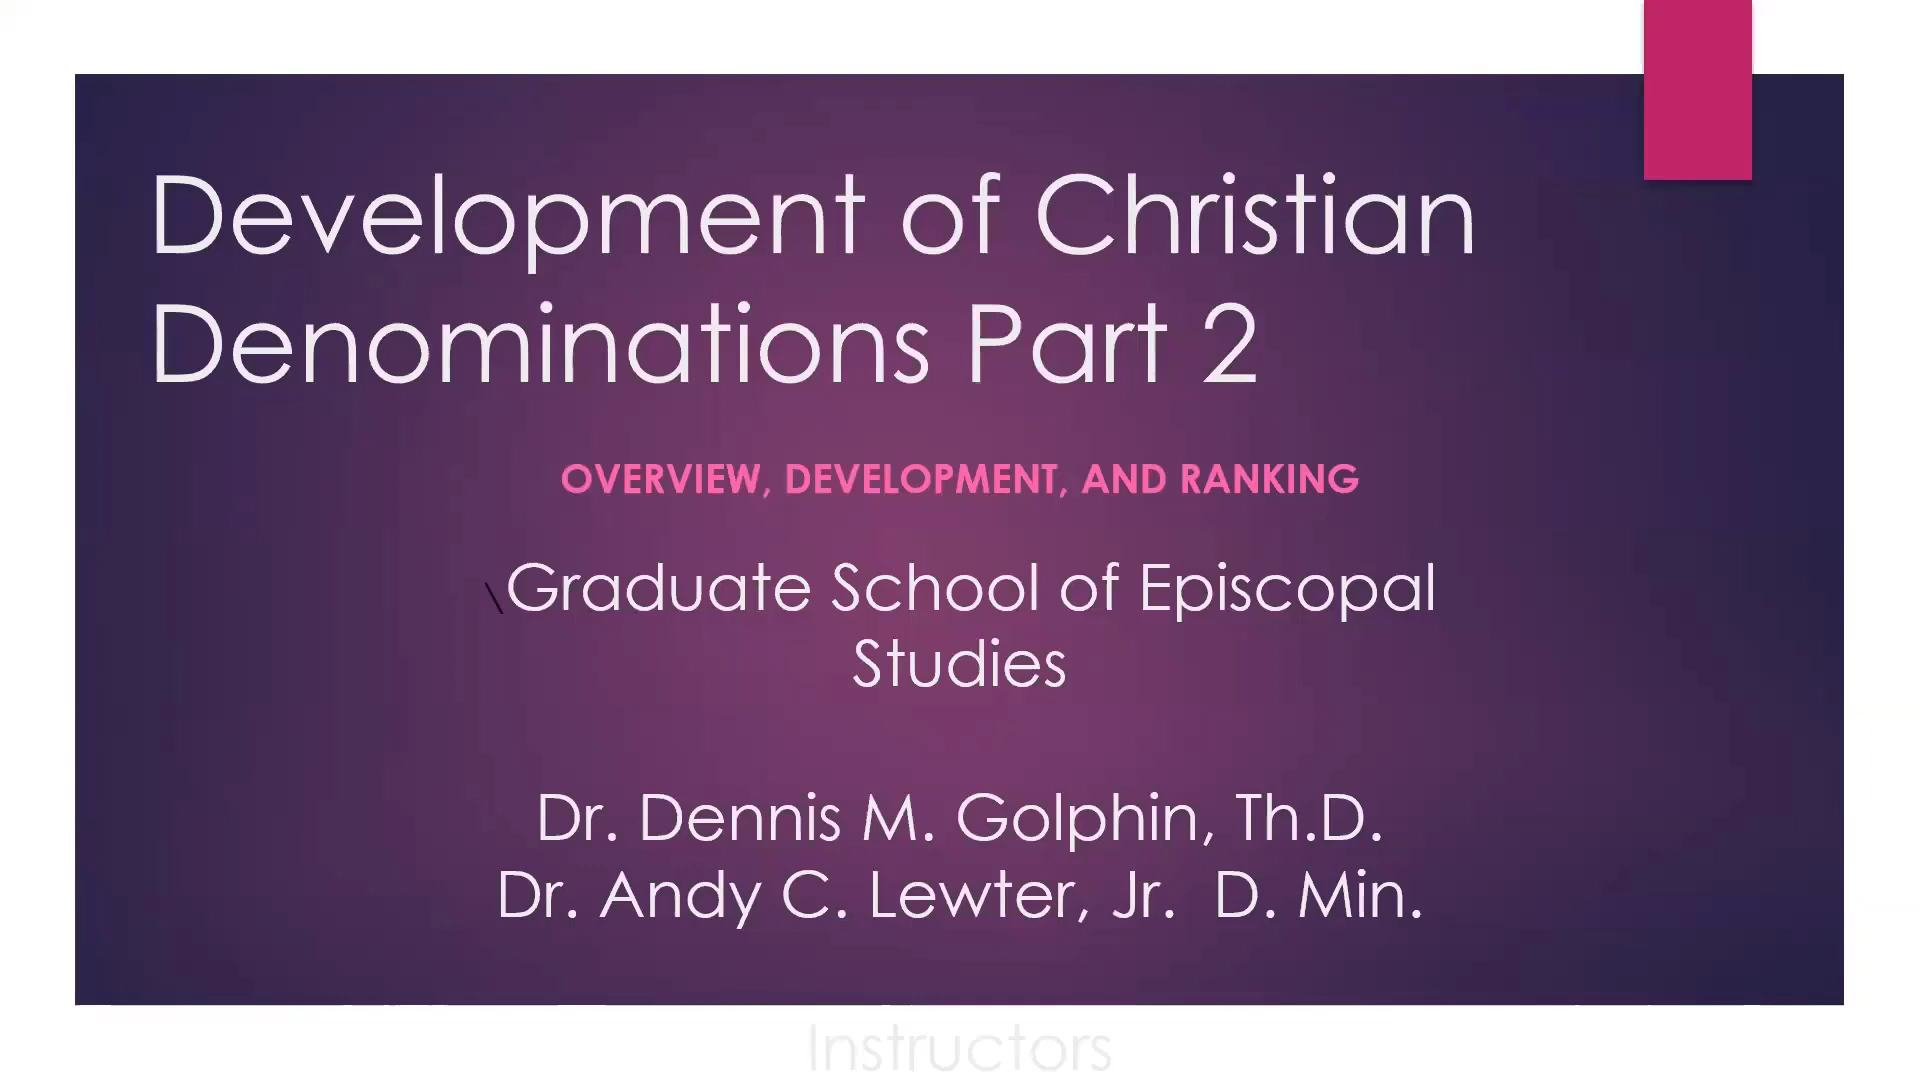 Development of Christian
Denominations Part 2
OVERVIEW, DEVELOPMENT, AND RANKING
\Graduate School of Episcopal
Studies
Dr. Dennis M. Golphin, Th.D.
Dr. Andy C. Lewter, Jr.  D. Min.
Instructors